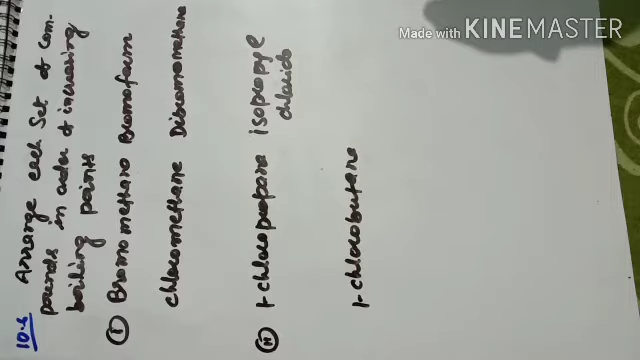 10.4 Arrange each set of com-
pounds in order of increasing
boiling points
(i) Bromomethane Bromoform
chloromethane Dibromomethane
(ii) 1-chloropropane isopropyl
chloride
1-chlorobutane
Made with KINEMASTER